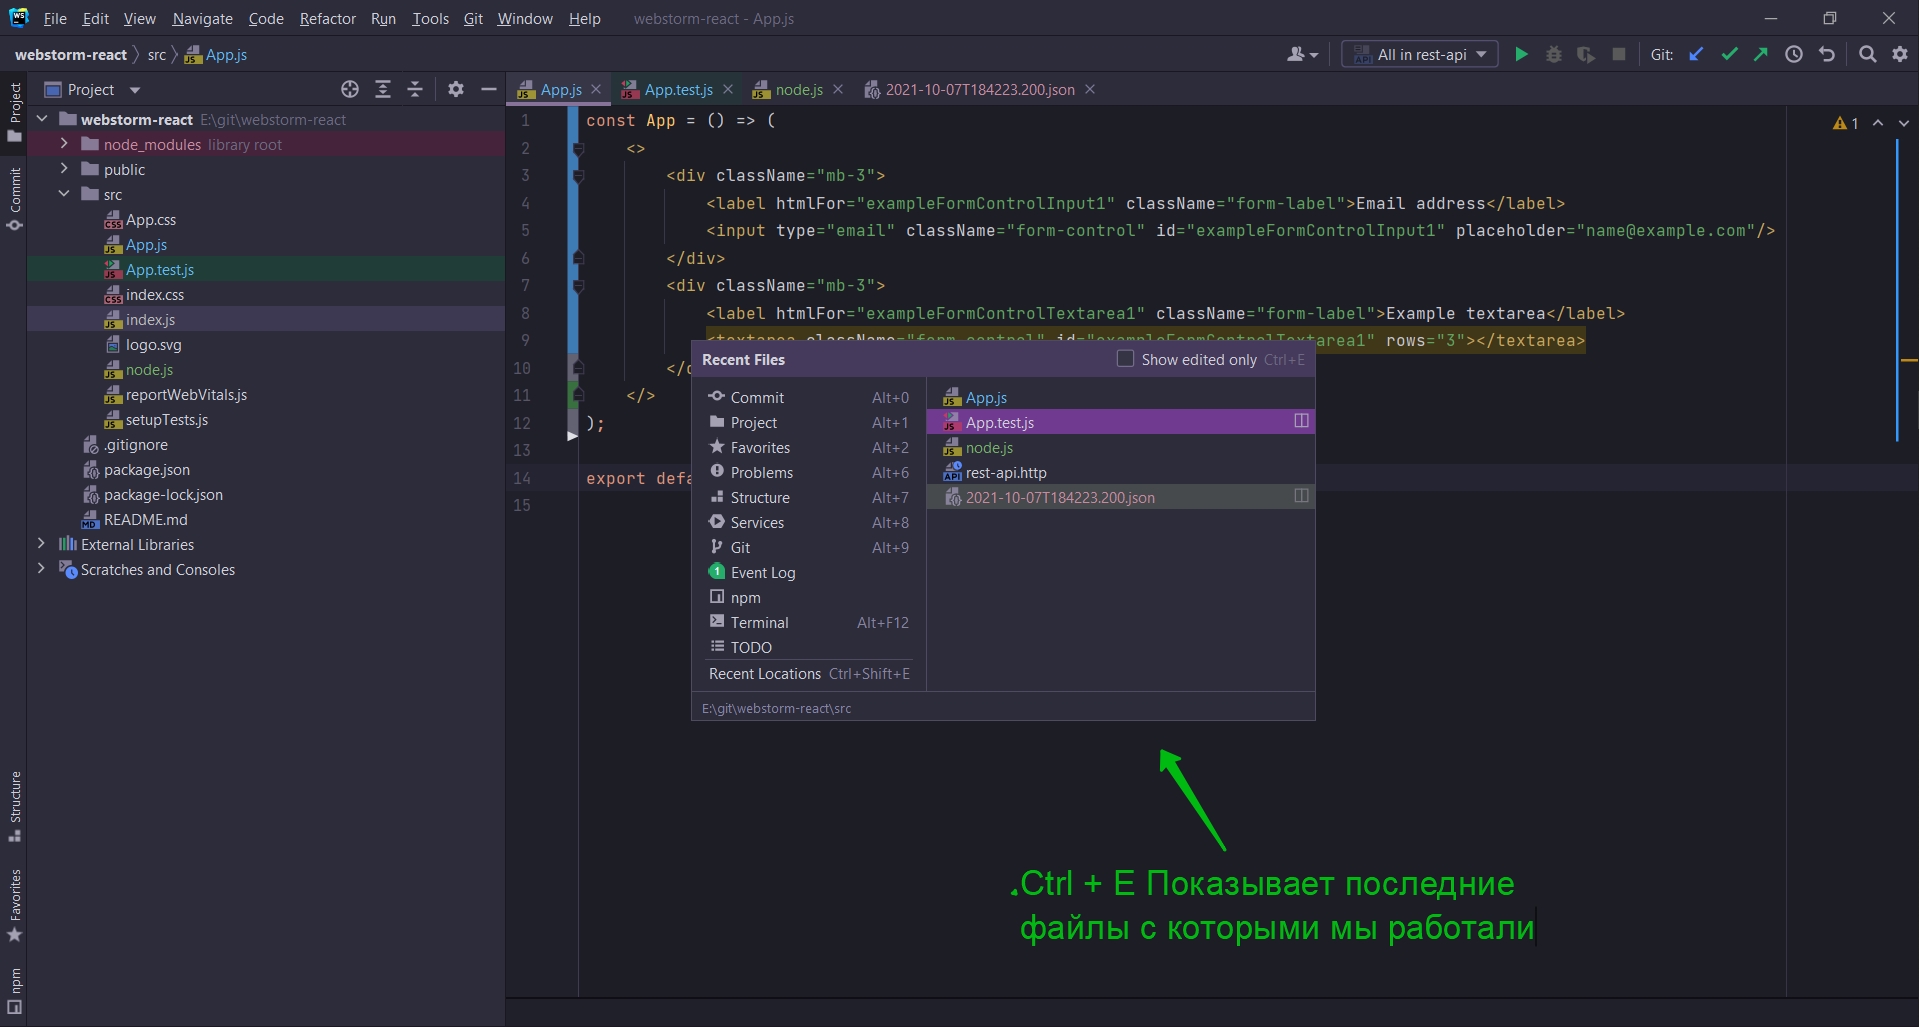 File Edit View Navigate Code Refactor Run Tools Git Window Help webstorm-react - App.js
webstorm-react src App.js
All in rest-api Git:
Project
App.js App.test.js node.js 2021-10-07T184223.200.json
Project
Commit
Structure
Favorites
npm
webstorm-react E:\git\webstorm-react
node_modules library root
public
src
App.css
App.js
App.test.js
index.css
index.js
logo.svg
node.js
reportWebVitals.js
setupTests.js
.gitignore
package.json
package-lock.json
README.md
External Libraries
Scratches and Consoles
1 const App = () => (
2 <>
3 <div className="mb-3">
4 <label htmlFor="exampleFormControlInput1" className="form-label">Email address</label>
5 <input type="email" className="form-control" id="exampleFormControlInput1" placeholder="name@example.com"/>
6 </div>
7 <div className="mb-3">
8 <label htmlFor="exampleFormControlTextarea1" className="form-label">Example textarea</label>
9 <textarea className="form-control" id="exampleFormControlTextarea1" rows="3"></textarea>
10 </d
11 </>
12 );
13
14 export defa
15
1
Recent Files Show edited only Ctrl+E
Commit Alt+0
Project Alt+1
Favorites Alt+2
Problems Alt+6
Structure Alt+7
Services Alt+8
Git Alt+9
Event Log
npm
Terminal Alt+F12
TODO
Recent Locations Ctrl+Shift+E
App.js
App.test.js
node.js
rest-api.http
2021-10-07T184223.200.json
E:\git\webstorm-react\src
.Ctrl + E Показывает последние
файлы с которыми мы работали